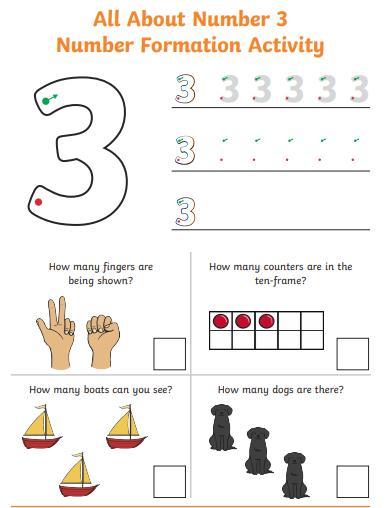 All About Number 3
Number Formation Activity
3
3 3 3 3 3 3
3
3
How many fingers are
being shown?
How many counters are in the
ten-frame?
How many boats can you see?
How many dogs are there?